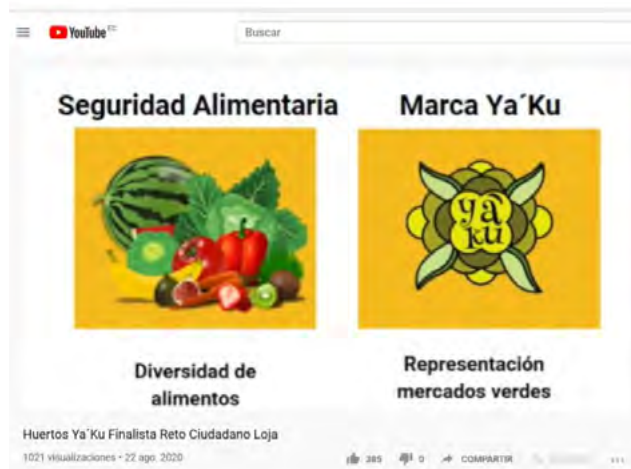 YouTube EC
Buscar
Seguridad Alimentaria
Marca Ya´Ku
ya
ku
Diversidad de
alimentos
Representación
mercados verdes
Huertos Ya´Ku Finalista Reto Ciudadano Loja
1021 visualizaciones • 22 ago. 2020
385
0
COMPARTIR